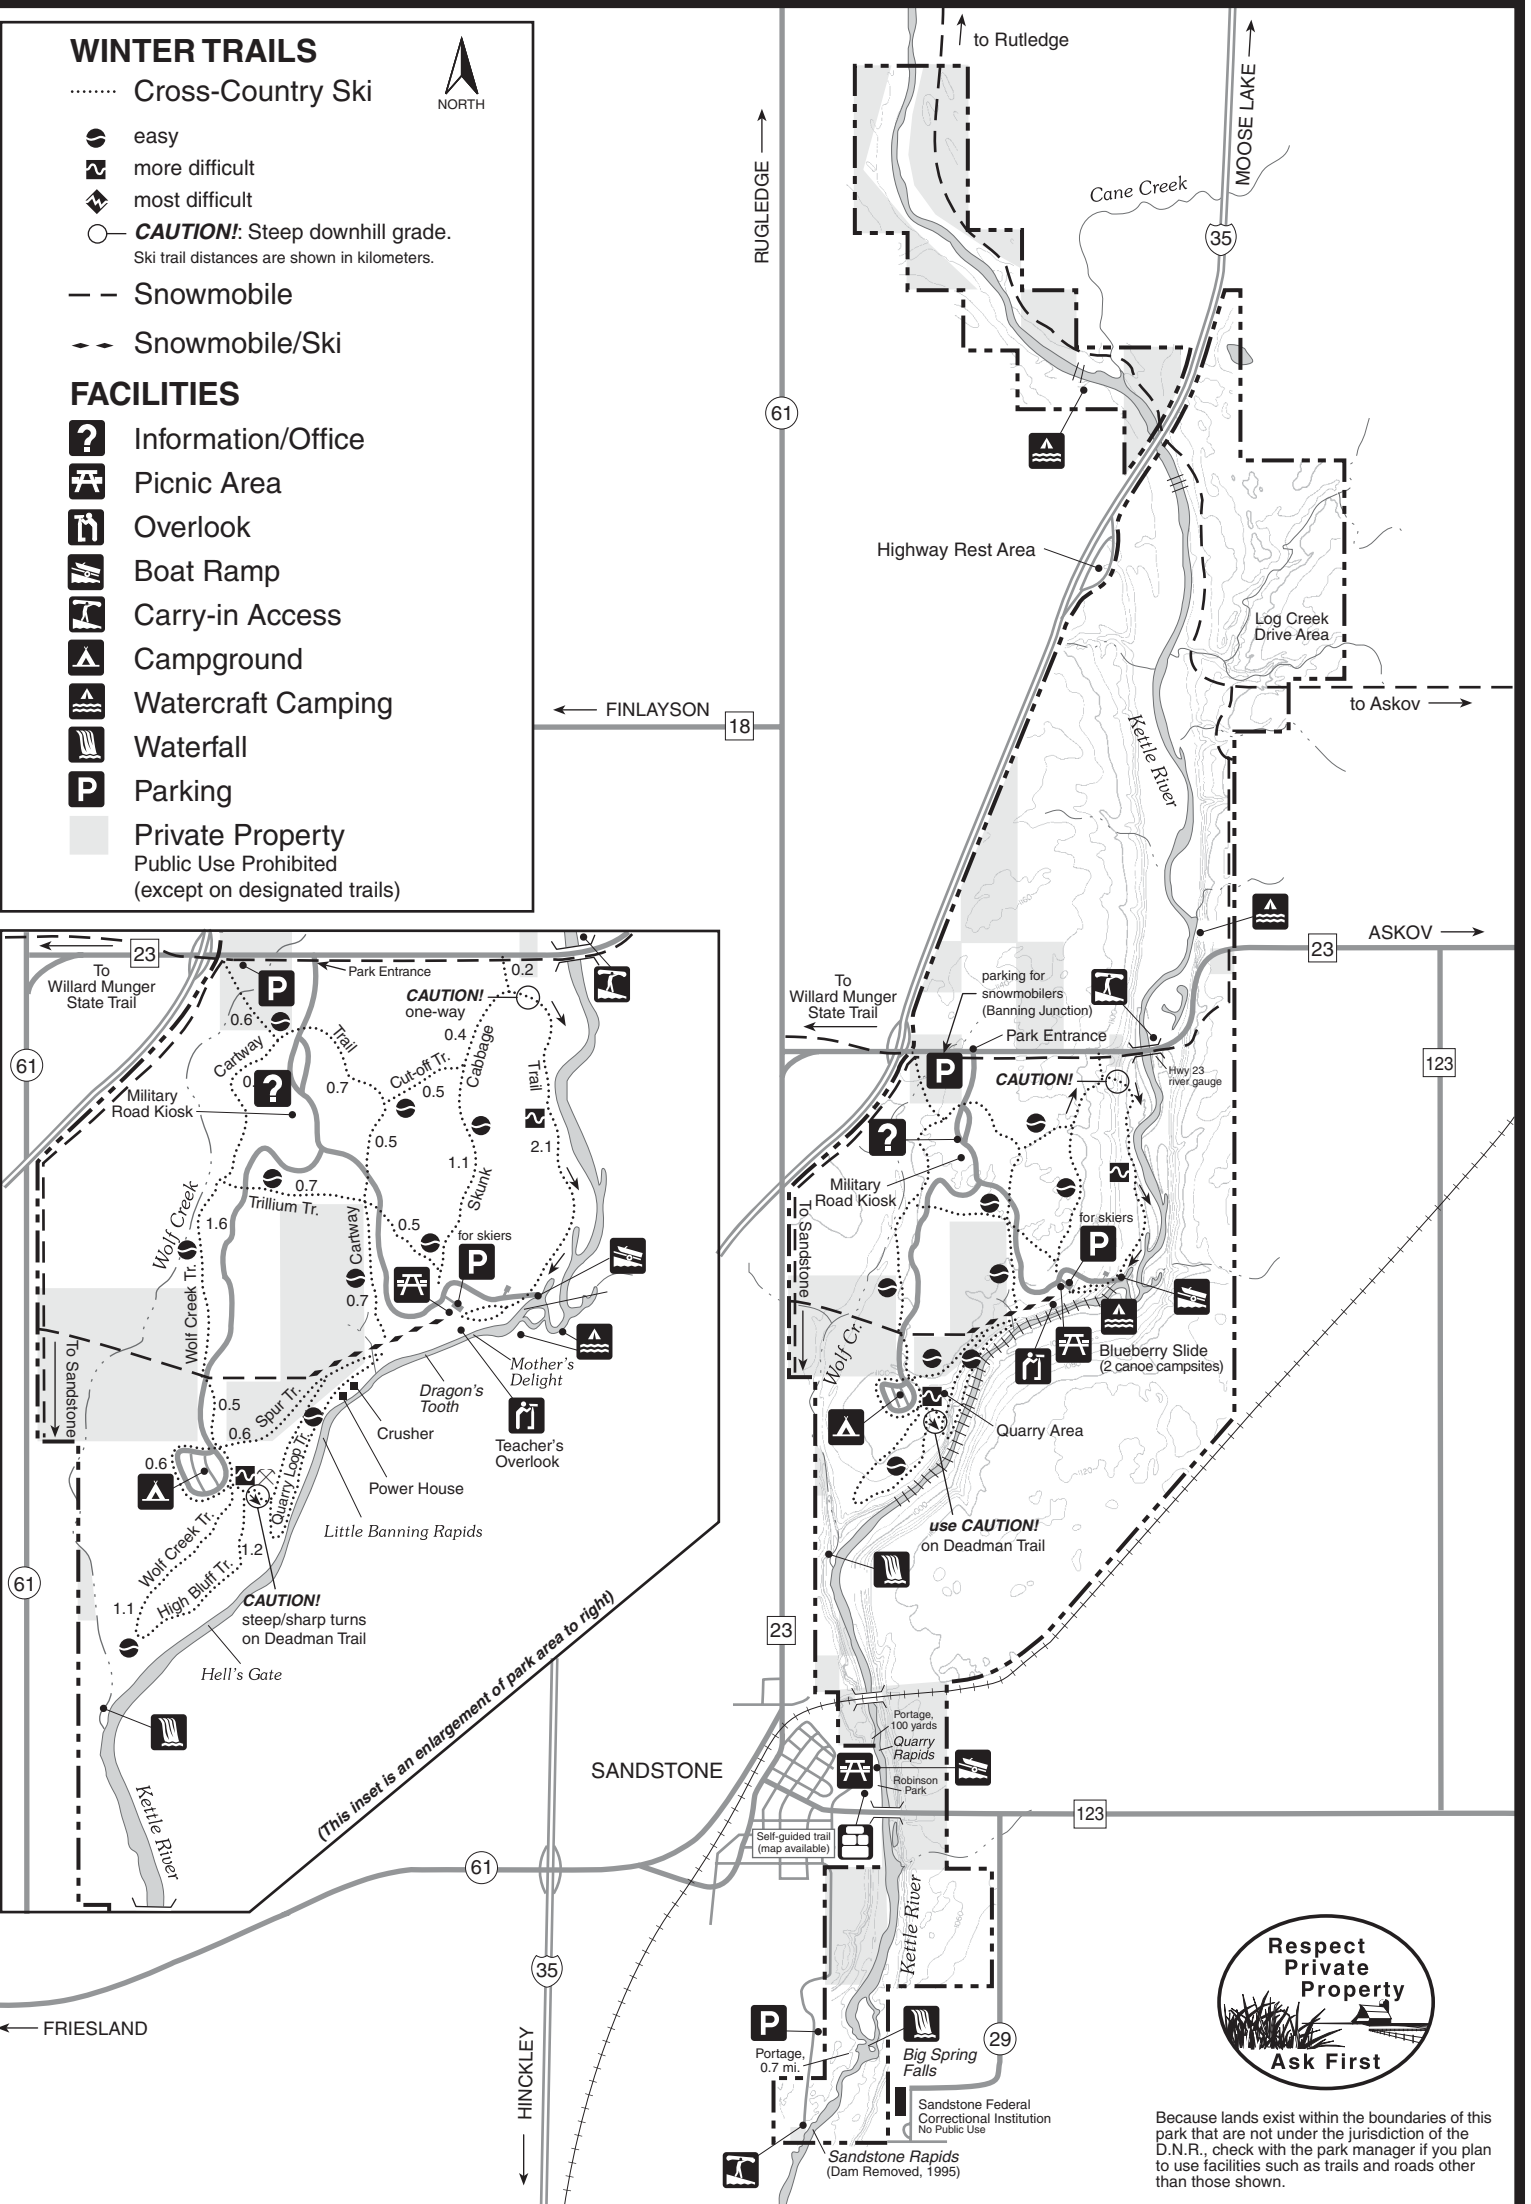 WINTER TRAILS
Cross-Country Ski
NORTH
easy
more difficult
most difficult
CAUTION!: Steep downhill grade.
Ski trail distances are shown in kilometers.
Snowmobile
Snowmobile/Ski
FACILITIES
? Information/Office
Picnic Area
Overlook
Boat Ramp
Carry-in Access
Campground
Watercraft Camping
Waterfall
P Parking
Private Property
Public Use Prohibited
(except on designated trails)
to Rutledge
RUGLEDGE
MOOSE LAKE
Cane Creek
35
61
Highway Rest Area
Log Creek
Drive Area
FINLAYSON
18
to Askov
Kettle River
ASKOV
23
123
To
Willard Munger
State Trail
parking for
snowmobilers
(Banning Junction)
Park Entrance
P
CAUTION!
Hwy 23
river gauge
?
Military
Road Kiosk
To Sandstone
for skiers
P
Wolf Cr.
Blueberry Slide
(2 canoe campsites)
Quarry Area
use CAUTION!
on Deadman Trail
23
Portage,
100 yards
Quarry
Rapids
Robinson
Park
SANDSTONE
123
Self-guided trail
(map available)
61
35
Kettle River
FRIESLAND
HINCKLEY
P
Portage,
0.7 mi.
Big Spring
Falls
29
Sandstone Federal
Correctional Institution
No Public Use
Sandstone Rapids
(Dam Removed, 1995)
23
To
Willard Munger
State Trail
P
Park Entrance
0.2
CAUTION!
one-way
0.6
0.4
61
Cartway
Trail
Cut-off Tr.
Cabbage
Trail
0.7
0.5
0.
?
Military
Road Kiosk
0.5
2.1
1.1
Skunk
Wolf Creek
0.7
Trillium Tr.
1.6
0.5
Cartway
for skiers
P
Wolf Creek Tr.
0.7
To Sandstone
Mother's
Delight
Dragon's
Tooth
0.5
Spur Tr.
0.6
Crusher
Teacher's
Overlook
0.6
Power House
Quarry Loop Tr.
Little Banning Rapids
Wolf Creek Tr.
1.2
61
High Bluff Tr.
1.1
CAUTION!
steep/sharp turns
on Deadman Trail
Hell's Gate
Kettle River
(This inset is an enlargement of park area to right)
Respect
Private
Property
Ask First
Because lands exist within the boundaries of this
park that are not under the jurisdiction of the
D.N.R., check with the park manager if you plan
to use facilities such as trails and roads other
than those shown.